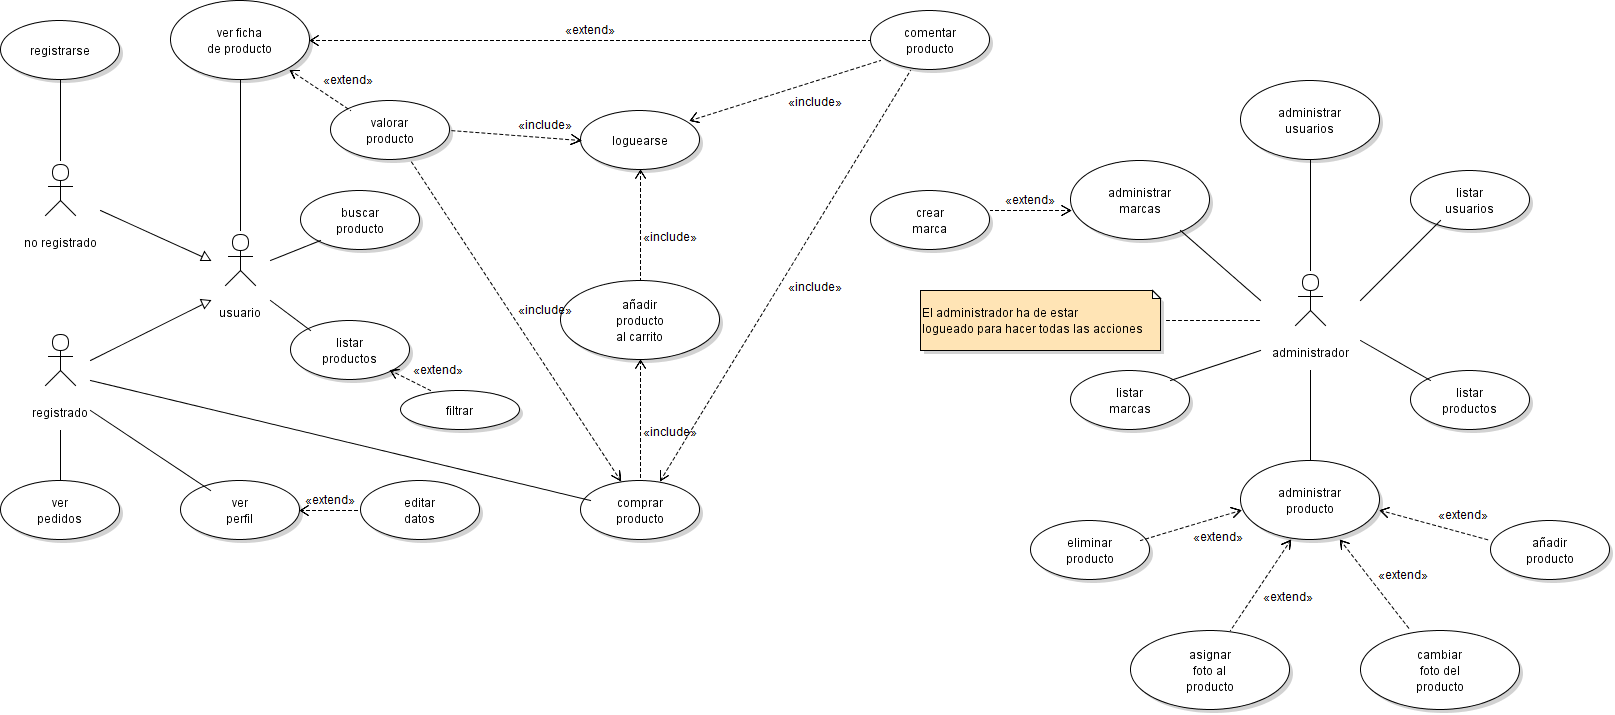 registrarse
ver ficha
de producto
«extend»
comentar
producto
«extend»
valorar
producto
«include»
loguearse
«include»
administrar
usuarios
no registrado
buscar
producto
crear
marca
«extend»
administrar
marcas
listar
usuarios
usuario
«include»
«include»
«include»
añadir
producto
al carrito
El administrador ha de estar
logueado para hacer todas las acciones
administrador
listar
productos
«extend»
filtrar
registrado
«include»
listar
marcas
listar
productos
ver
pedidos
ver
perfil
«extend»
editar
datos
comprar
producto
administrar
producto
eliminar
producto
«extend»
«extend»
añadir
producto
«extend»
«extend»
asignar
foto al
producto
cambiar
foto del
producto